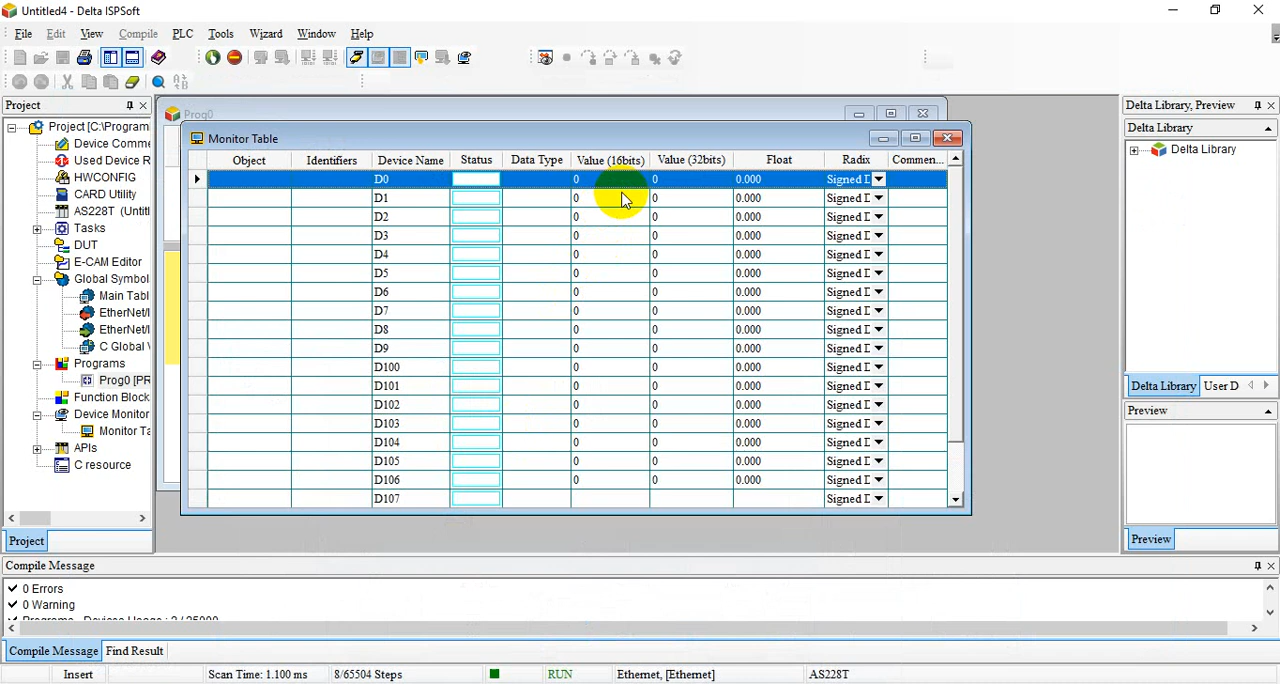 Untitled4 - Delta ISPSoft
File Edit View Compile PLC Tools Wizard Window Help
Project
Project [C:\Program
Device Comme
Used Device R
HWCONFIG
CARD Utility
AS228T (Untitl
Tasks
DUT
E-CAM Editor
Global Symbol
Main Tabl
EtherNet/I
EtherNet/I
C Global V
Programs
Prog0 [PR
Function Block
Device Monitor
Monitor Ta
APIs
C resource
Project
Prog0
Monitor Table
Object Identifiers Device Name Status Data Type Value (16bits) Value (32bits) Float Radix Commen...
D0 0 0 0.000 Signed D
D1 0 0 0.000 Signed D
D2 0 0 0.000 Signed D
D3 0 0 0.000 Signed D
D4 0 0 0.000 Signed D
D5 0 0 0.000 Signed D
D6 0 0 0.000 Signed D
D7 0 0 0.000 Signed D
D8 0 0 0.000 Signed D
D9 0 0 0.000 Signed D
D100 0 0 0.000 Signed D
D101 0 0 0.000 Signed D
D102 0 0 0.000 Signed D
D103 0 0 0.000 Signed D
D104 0 0 0.000 Signed D
D105 0 0 0.000 Signed D
D106 0 0 0.000 Signed D
D107 Signed D
Delta Library, Preview
Delta Library
Delta Library
Delta Library User D
Preview
Preview
Compile Message
0 Errors
0 Warning
Programs - Devices Usage : 2 / 25000
Compile Message Find Result
Insert Scan Time: 1.100 ms 8/65504 Steps RUN Ethernet, [Ethernet] AS228T